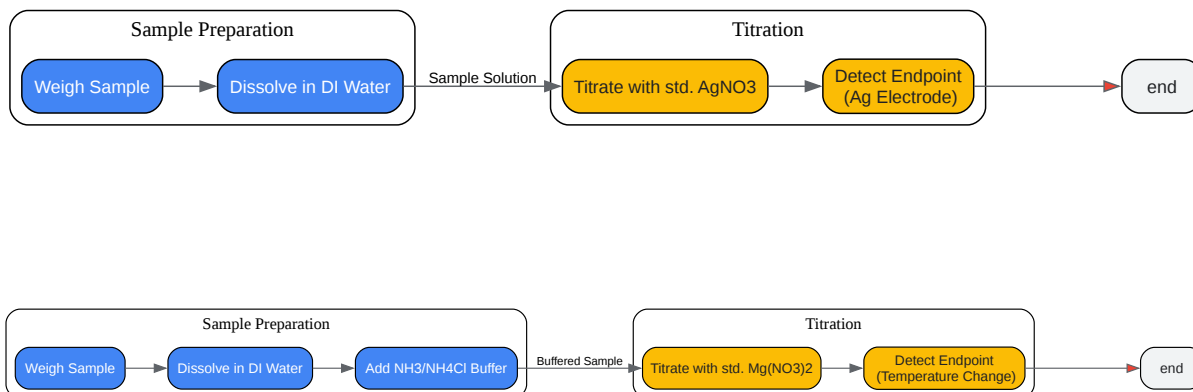 Sample Preparation
Titration
Weigh Sample
Dissolve in DI Water
Sample Solution
Titrate with std. AgNO3
Detect Endpoint
(Ag Electrode)
end
Sample Preparation
Titration
Weigh Sample
Dissolve in DI Water
Add NH3/NH4Cl Buffer
Buffered Sample
Titrate with std. Mg(NO3)2
Detect Endpoint
(Temperature Change)
end